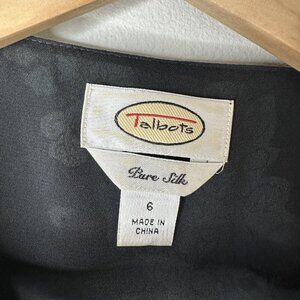 Talbots
Pure Silk
6
MADE IN
CHINA